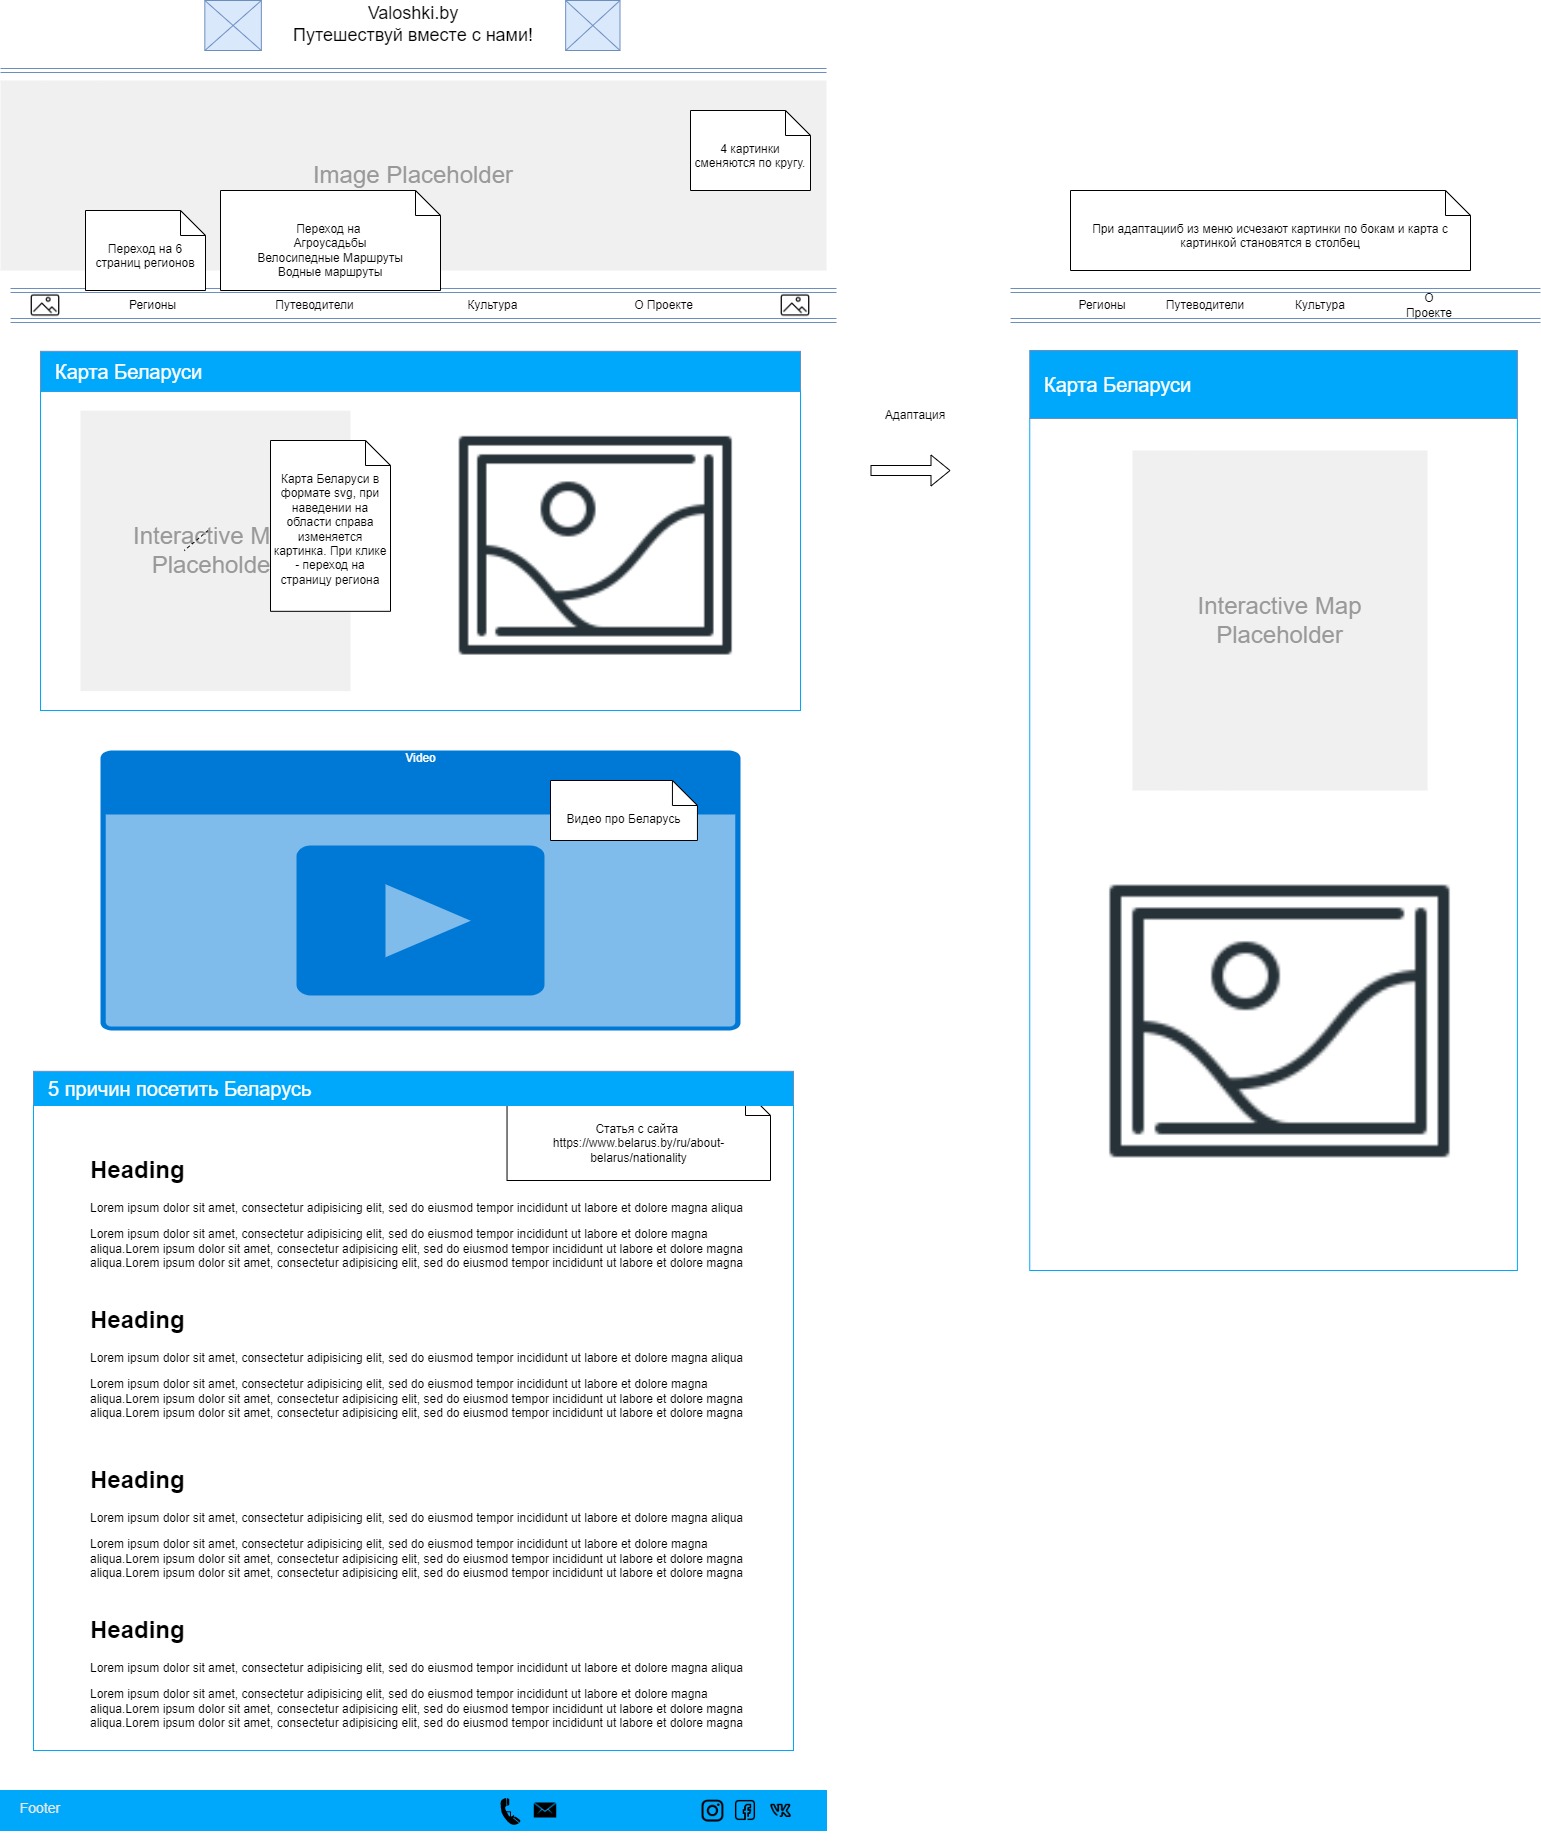 Valoshki.by
Путешествуй вместе с нами!
Image Placeholder
4 картинки
сменяются по кругу.
Переход на 6
страниц регионов
Переход на
Агроусадьбы
Велосипедные Маршруты
Водные маршруты
Регионы
Путеводители
Культура
О Проекте
При адаптацииб из меню исчезают картинки по бокам и карта с
картинкой становятся в столбец
Регионы
Путеводители
Культура
О
Проекте
Карта Беларуси
Interactive M
Placeholde
Карта Беларуси в
формате svg, при
наведении на
области справа
изменяется
картинка. При клике
- переход на
страницу региона
Адаптация
Карта Беларуси
Interactive Map
Placeholder
Video
Видео про Беларусь
5 причин посетить Беларусь
Статья с сайта
https://www.belarus.by/ru/about-
belarus/nationality
Heading
Lorem ipsum dolor sit amet, consectetur adipisicing elit, sed do eiusmod tempor incididunt ut labore et dolore magna aliqua
Lorem ipsum dolor sit amet, consectetur adipisicing elit, sed do eiusmod tempor incididunt ut labore et dolore magna
aliqua.Lorem ipsum dolor sit amet, consectetur adipisicing elit, sed do eiusmod tempor incididunt ut labore et dolore magna
aliqua.Lorem ipsum dolor sit amet, consectetur adipisicing elit, sed do eiusmod tempor incididunt ut labore et dolore magna
Heading
Lorem ipsum dolor sit amet, consectetur adipisicing elit, sed do eiusmod tempor incididunt ut labore et dolore magna aliqua
Lorem ipsum dolor sit amet, consectetur adipisicing elit, sed do eiusmod tempor incididunt ut labore et dolore magna
aliqua.Lorem ipsum dolor sit amet, consectetur adipisicing elit, sed do eiusmod tempor incididunt ut labore et dolore magna
aliqua.Lorem ipsum dolor sit amet, consectetur adipisicing elit, sed do eiusmod tempor incididunt ut labore et dolore magna
Heading
Lorem ipsum dolor sit amet, consectetur adipisicing elit, sed do eiusmod tempor incididunt ut labore et dolore magna aliqua
Lorem ipsum dolor sit amet, consectetur adipisicing elit, sed do eiusmod tempor incididunt ut labore et dolore magna
aliqua.Lorem ipsum dolor sit amet, consectetur adipisicing elit, sed do eiusmod tempor incididunt ut labore et dolore magna
aliqua.Lorem ipsum dolor sit amet, consectetur adipisicing elit, sed do eiusmod tempor incididunt ut labore et dolore magna
Heading
Lorem ipsum dolor sit amet, consectetur adipisicing elit, sed do eiusmod tempor incididunt ut labore et dolore magna aliqua
Lorem ipsum dolor sit amet, consectetur adipisicing elit, sed do eiusmod tempor incididunt ut labore et dolore magna
aliqua.Lorem ipsum dolor sit amet, consectetur adipisicing elit, sed do eiusmod tempor incididunt ut labore et dolore magna
aliqua.Lorem ipsum dolor sit amet, consectetur adipisicing elit, sed do eiusmod tempor incididunt ut labore et dolore magna
Footer